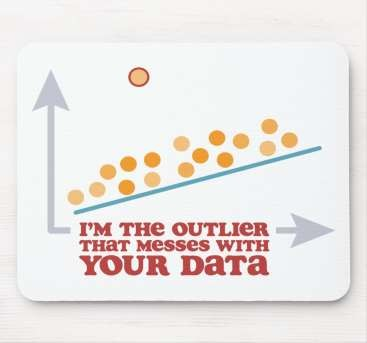 I'M THE OUTLIER
THAT MESSES WITH
YOUR DATA